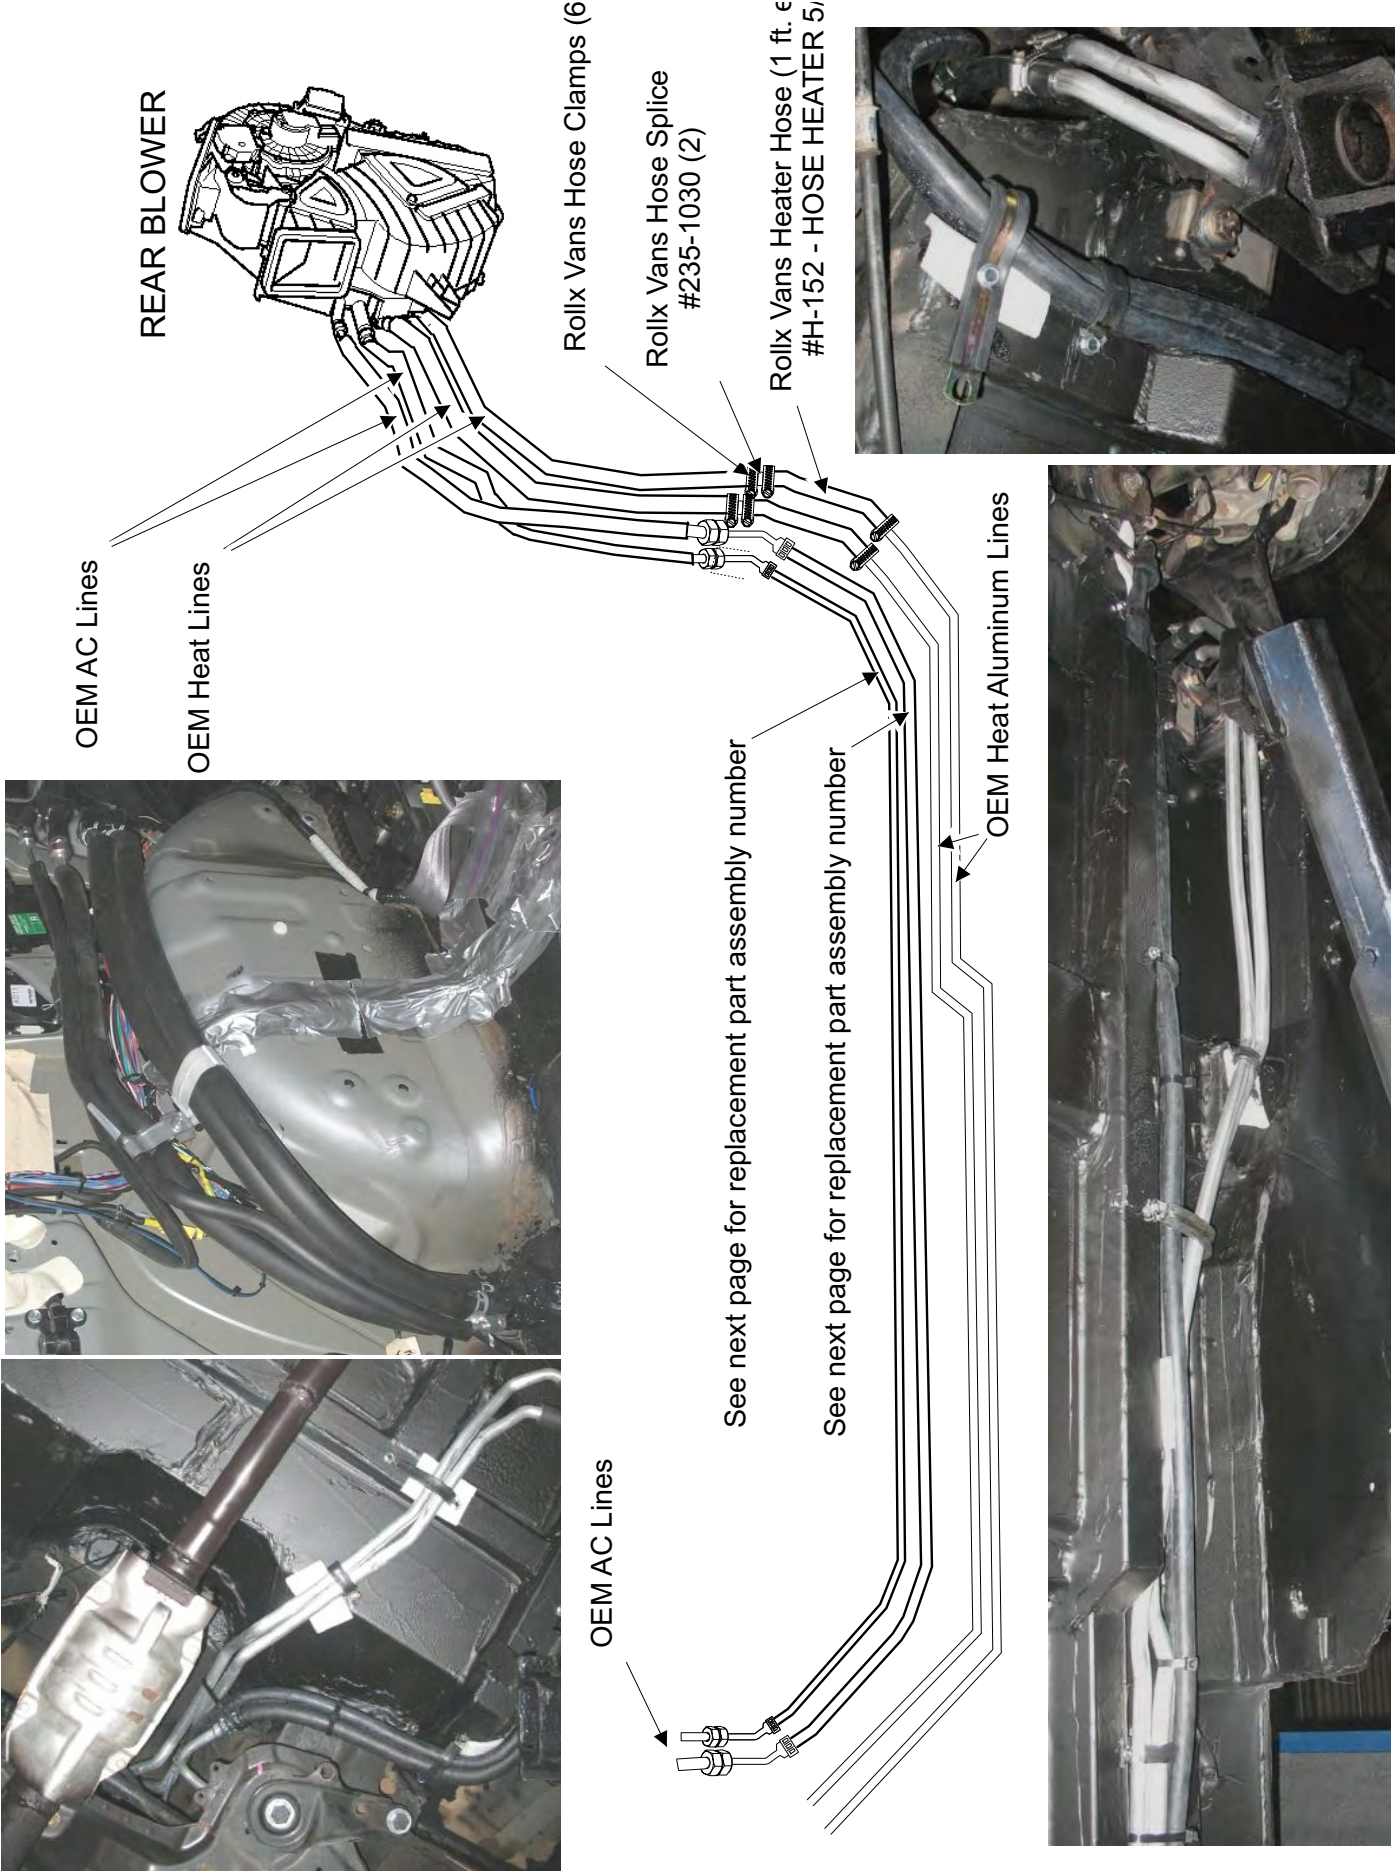 REAR BLOWER
OEM AC Lines
OEM Heat Lines
Rollx Vans Hose Clamps (6
Rollx Vans Hose Splice
#235-1030 (2)
Rollx Vans Heater Hose (1 ft.
#H-152 - HOSE HEATER 5/
See next page for replacement part assembly number
See next page for replacement part assembly number
OEM Heat Aluminum Lines
OEM AC Lines